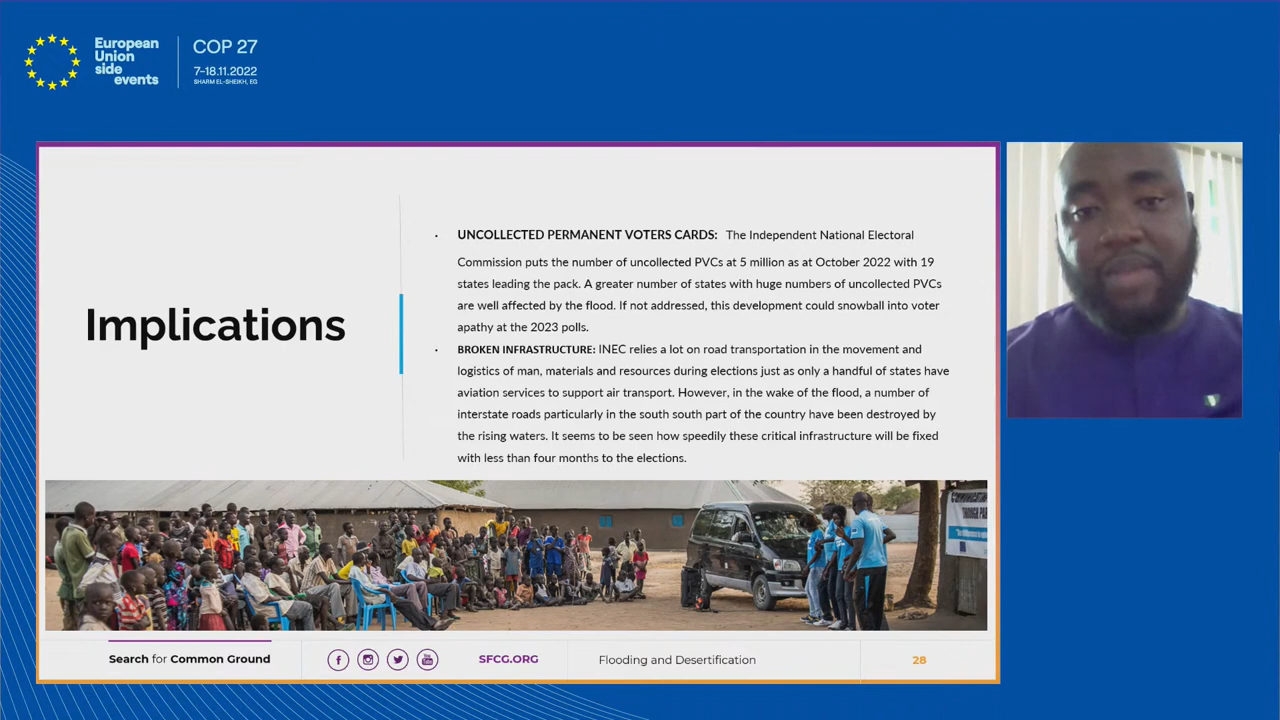 European
Union
side
events
COP 27
7-18.11.2022
SHARM EL-SHEIKH, EG
Implications
• UNCOLLECTED PERMANENT VOTERS CARDS: The Independent National Electoral
Commission puts the number of uncollected PVCs at 5 million as at October 2022 with 19
states leading the pack. A greater number of states with huge numbers of uncollected PVCs
are well affected by the flood. If not addressed, this development could snowball into voter
apathy at the 2023 polls.
• BROKEN INFRASTRUCTURE: INEC relies a lot on road transportation in the movement and
logistics of man, materials and resources during elections just as only a handful of states have
aviation services to support air transport. However, in the wake of the flood, a number of
interstate roads particularly in the south south part of the country have been destroyed by
the rising waters. It seems to be seen how speedily these critical infrastructure will be fixed
with less than four months to the elections.
Search for Common Ground
SFCG.ORG
Flooding and Desertification
28